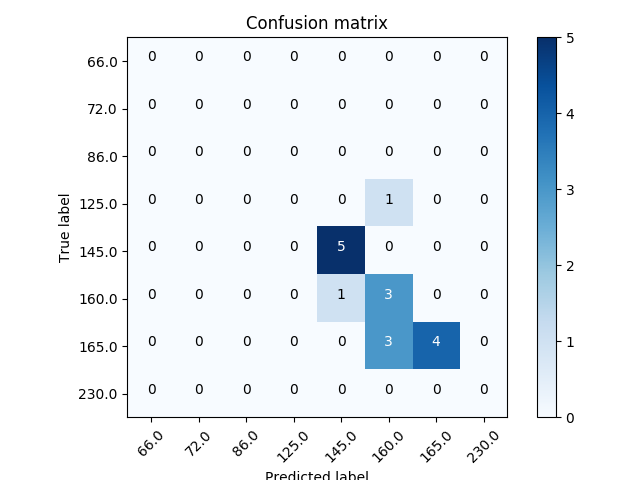 Confusion matrix
66.0 0 0 0 0 0 0 0 0
72.0 0 0 0 0 0 0 0 0
86.0 0 0 0 0 0 0 0 0
125.0 0 0 0 0 0 1 0 0
145.0 0 0 0 0 5 0 0 0
160.0 0 0 0 0 1 3 0 0
165.0 0 0 0 0 0 3 4 0
230.0 0 0 0 0 0 0 0 0
66.0 72.0 86.0 125.0 145.0 160.0 165.0 230.0
True label
Predicted label
5
4
3
2
1
0